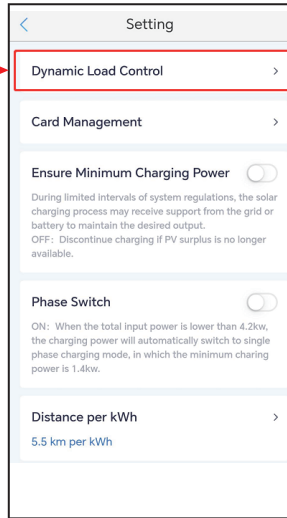 Setting
Dynamic Load Control
Card Management
Ensure Minimum Charging Power
During limited intervals of system regulations, the solar
charging process may receive support from the grid or
battery to maintain the desired output.
OFF: Discontinue charging if PV surplus is no longer
available.
Phase Switch
ON: When the total input power is lower than 4.2kw,
the charging power will automatically switch to single
phase charging mode, in which the minimum charing
power is 1.4kw.
Distance per kWh
5.5 km per kWh